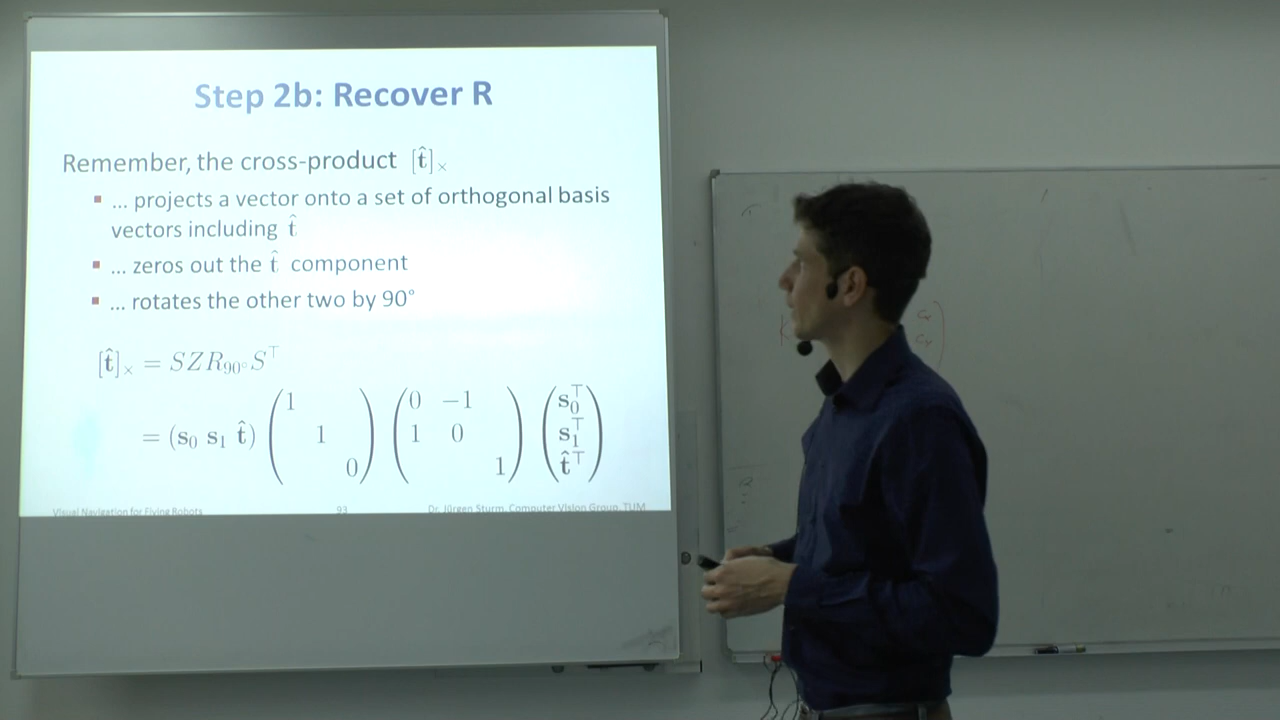 Step 2b: Recover R
Remember, the cross-product [t̂]×
▪ ... projects a vector onto a set of orthogonal basis
vectors including t̂
▪ ... zeros out the t̂ component
▪ ... rotates the other two by 90°
[t̂]× = SZR90°S⊤
= (s0 s1 t̂) (1 1 0) (0 −1 1 0 1) (s0⊤ s1⊤ t̂⊤)
Visual Navigation for Flying Robots 93 Dr. Jürgen Sturm, Computer Vision Group, TUM